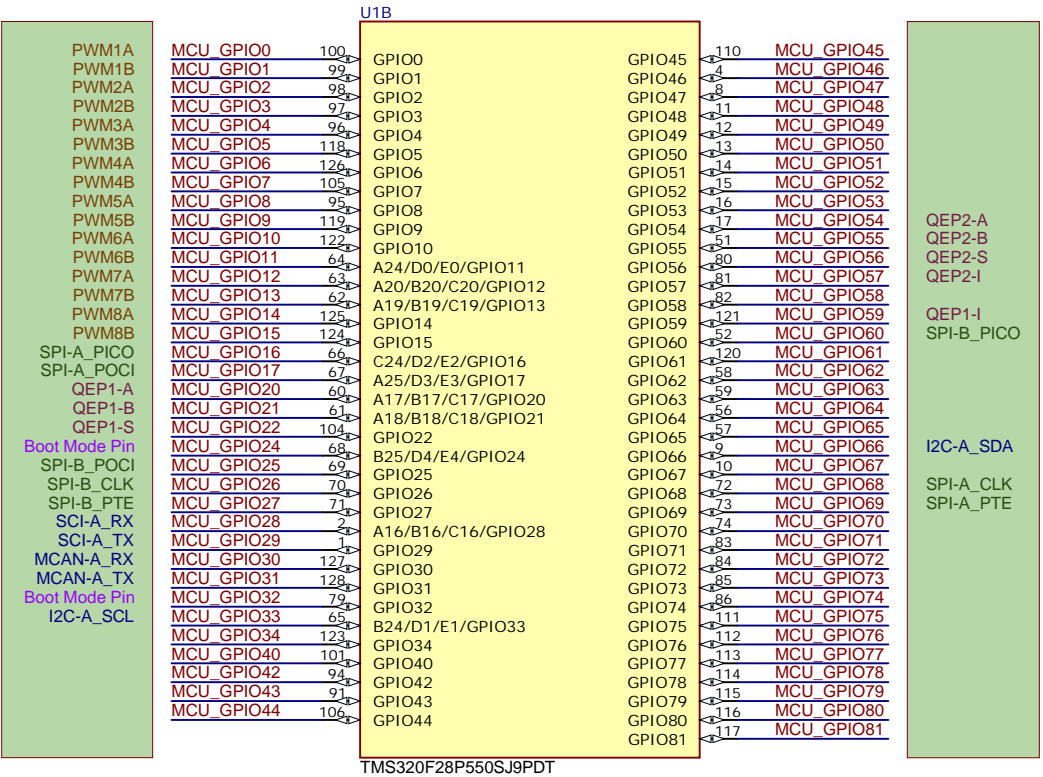 U1B
PWM1A MCU_GPIO0 100 GPIO0 GPIO45 110 MCU_GPIO45
PWM1B MCU_GPIO1 99 GPIO1 GPIO46 4 MCU_GPIO46
PWM2A MCU_GPIO2 98 GPIO2 GPIO47 8 MCU_GPIO47
PWM2B MCU_GPIO3 97 GPIO3 GPIO48 11 MCU_GPIO48
PWM3A MCU_GPIO4 96 GPIO4 GPIO49 12 MCU_GPIO49
PWM3B MCU_GPIO5 118 GPIO5 GPIO50 13 MCU_GPIO50
PWM4A MCU_GPIO6 126 GPIO6 GPIO51 14 MCU_GPIO51
PWM4B MCU_GPIO7 105 GPIO7 GPIO52 15 MCU_GPIO52
PWM5A MCU_GPIO8 95 GPIO8 GPIO53 16 MCU_GPIO53
PWM5B MCU_GPIO9 119 GPIO9 GPIO54 17 MCU_GPIO54 QEP2-A
PWM6A MCU_GPIO10 122 GPIO10 GPIO55 51 MCU_GPIO55 QEP2-B
PWM6B MCU_GPIO11 64 A24/D0/E0/GPIO11 GPIO56 80 MCU_GPIO56 QEP2-S
PWM7A MCU_GPIO12 63 A20/B20/C20/GPIO12 GPIO57 81 MCU_GPIO57 QEP2-I
PWM7B MCU_GPIO13 62 A19/B19/C19/GPIO13 GPIO58 82 MCU_GPIO58
PWM8A MCU_GPIO14 125 GPIO14 GPIO59 121 MCU_GPIO59 QEP1-I
PWM8B MCU_GPIO15 124 GPIO15 GPIO60 52 MCU_GPIO60 SPI-B_PICO
SPI-A_PICO MCU_GPIO16 66 C24/D2/E2/GPIO16 GPIO61 120 MCU_GPIO61
SPI-A_POCI MCU_GPIO17 67 A25/D3/E3/GPIO17 GPIO62 58 MCU_GPIO62
QEP1-A MCU_GPIO20 60 A17/B17/C17/GPIO20 GPIO63 59 MCU_GPIO63
QEP1-B MCU_GPIO21 61 A18/B18/C18/GPIO21 GPIO64 56 MCU_GPIO64
QEP1-S MCU_GPIO22 104 GPIO22 GPIO65 57 MCU_GPIO65
Boot Mode Pin MCU_GPIO24 68 B25/D4/E4/GPIO24 GPIO66 9 MCU_GPIO66 I2C-A_SDA
SPI-B_POCI MCU_GPIO25 69 GPIO25 GPIO67 10 MCU_GPIO67
SPI-B_CLK MCU_GPIO26 70 GPIO26 GPIO68 72 MCU_GPIO68 SPI-A_CLK
SPI-B_PTE MCU_GPIO27 71 GPIO27 GPIO69 73 MCU_GPIO69 SPI-A_PTE
SCI-A_RX MCU_GPIO28 2 A16/B16/C16/GPIO28 GPIO70 74 MCU_GPIO70
SCI-A_TX MCU_GPIO29 1 GPIO29 GPIO71 83 MCU_GPIO71
MCAN-A_RX MCU_GPIO30 127 GPIO30 GPIO72 84 MCU_GPIO72
MCAN-A_TX MCU_GPIO31 128 GPIO31 GPIO73 85 MCU_GPIO73
Boot Mode Pin MCU_GPIO32 79 GPIO32 GPIO74 86 MCU_GPIO74
I2C-A_SCL MCU_GPIO33 65 B24/D1/E1/GPIO33 GPIO75 111 MCU_GPIO75
MCU_GPIO34 123 GPIO34 GPIO76 112 MCU_GPIO76
MCU_GPIO40 101 GPIO40 GPIO77 113 MCU_GPIO77
MCU_GPIO42 94 GPIO42 GPIO78 114 MCU_GPIO78
MCU_GPIO43 91 GPIO43 GPIO79 115 MCU_GPIO79
MCU_GPIO44 106 GPIO44 GPIO80 116 MCU_GPIO80
GPIO81 117 MCU_GPIO81
TMS320F28P550SJ9PDT